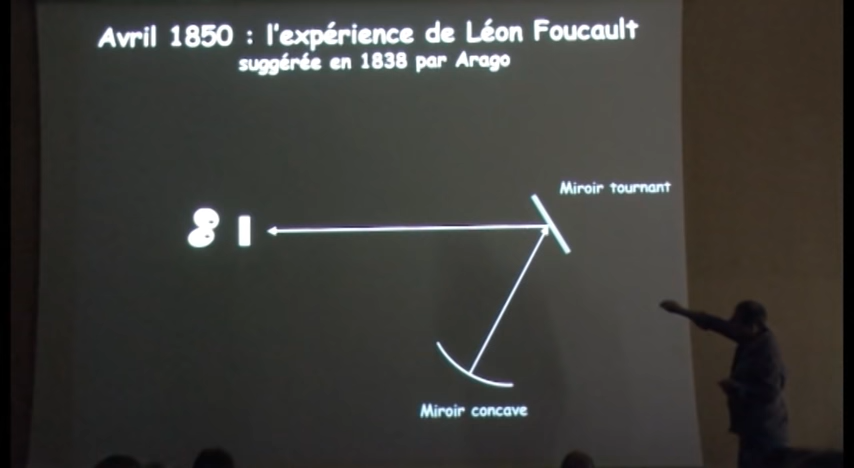 Avril 1850 : l'expérience de Léon Foucault
suggérée en 1838 par Arago
Miroir tournant
Miroir concave